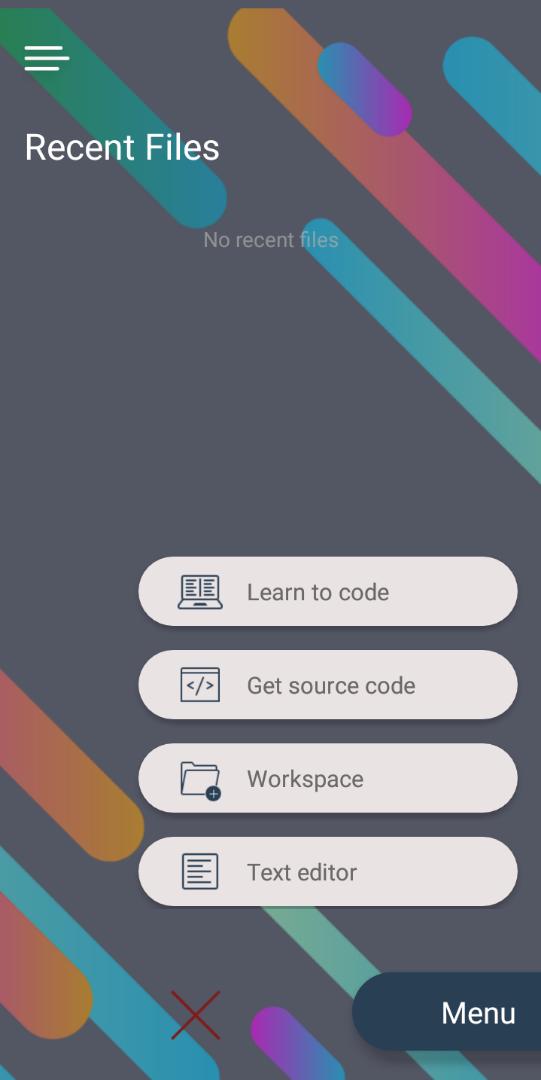 Recent Files
No recent files
Learn to code
Get source code
Workspace
Text editor
Menu